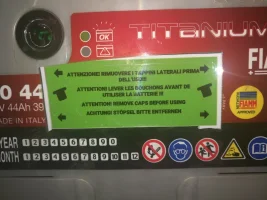 TITANIUM
OK
FIA
ATTENZIONE! RIMUOVERE I TAPPINI LATERALI PRIMA
DELL'USO!!
ATTENTION! LEVER LES BOUCHONS AVANT DE
UTILISER LA BATTERIE !!!
ATTENTION! REMOVE CAPS BEFORE USING
ACHTUNG! STÖPSEL BITTE ENTFERNEN
0 44
V 44Ah 39
MADE IN ITALY
FIAMM
APPROVED
YEAR 1 2 3 4 5 6 7 8 9 0
MONTH 1 2 3 4 5 6 7 8 9 10 11 12